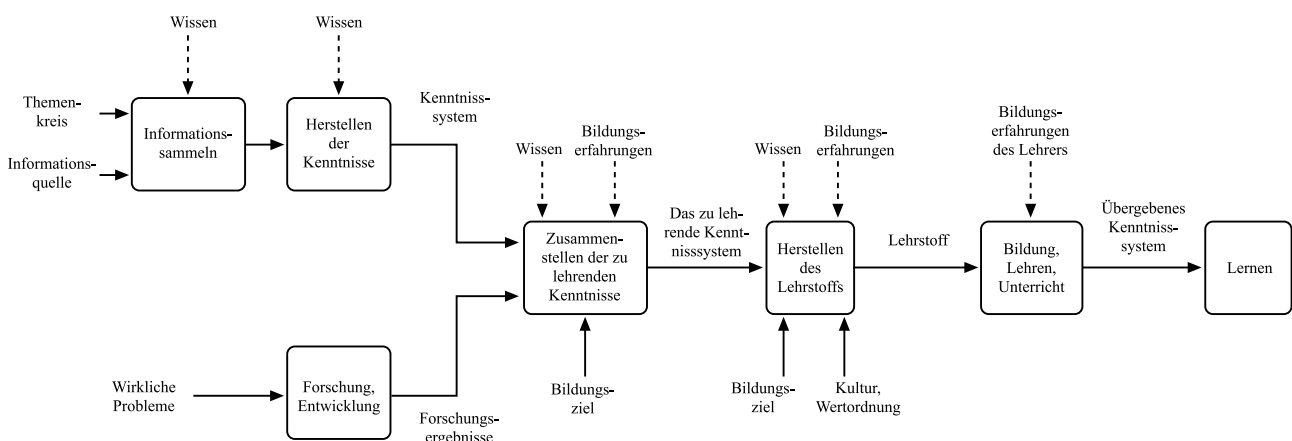 Wissen
Wissen
Themen-
kreis
Informations-
quelle
Informations-
sammeln
Herstellen
der
Kenntnisse
Kenntniss-
system
Wissen
Bildungs-
erfahrungen
Zusammen-
stellen der zu
lehrenden
Kenntnisse
Bildungs-
ziel
Wirkliche
Probleme
Forschung,
Entwicklung
Forschungs-
ergebnisse
Das zu leh-
rende Kennt-
nisssystem
Wissen
Bildungs-
erfahrungen
Herstellen
des
Lehrstoffs
Bildungs-
ziel
Kultur,
Wertordnung
Lehrstoff
Bildungs-
erfahrungen
des Lehrers
Bildung,
Lehren,
Unterricht
Übergebenes
Kenntniss-
system
Lernen